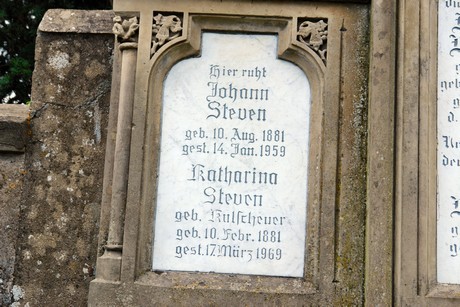 Hier ruht
Johann
Steven
geb. 10. Aug. 1881
gest. 14. Jan. 1959
Katharina
Steven
geb. Kulscheuer
geb. 10. Febr. 1881
gest. 17. März 1969